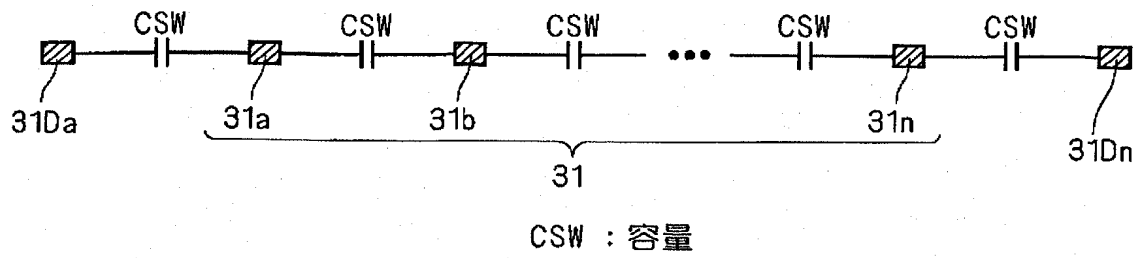 CSW CSW CSW CSW CSW
31Da 31a 31b 31n 31Dn
31
CSW : 容量